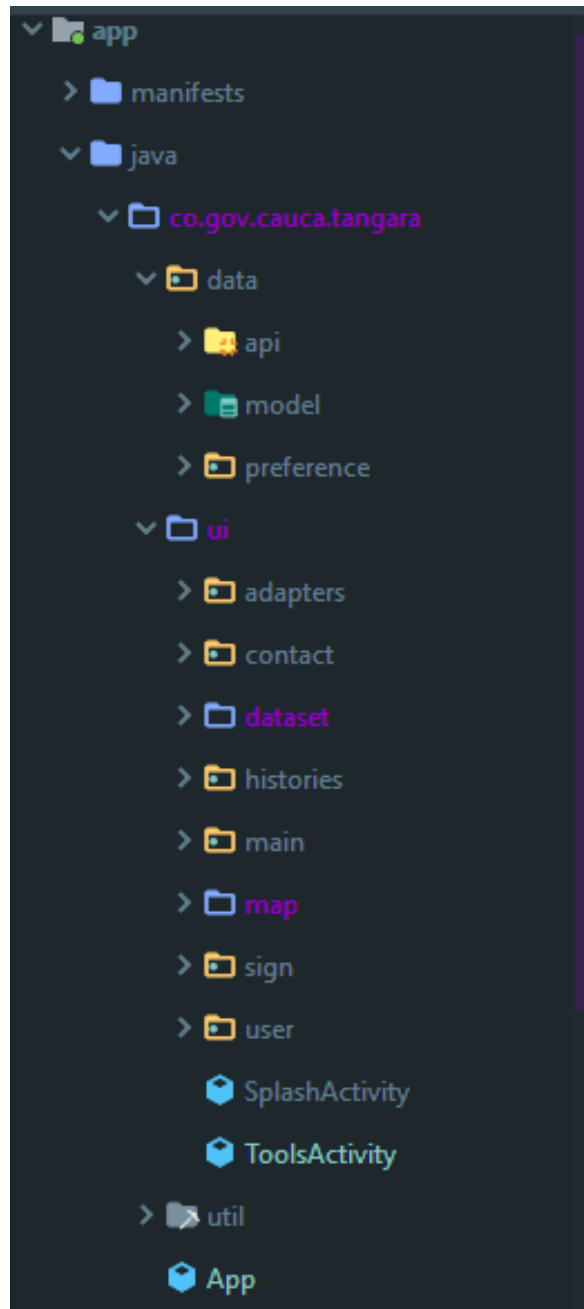 app
manifests
java
co.gov.cauca.tangara
data
api
model
preference
ui
adapters
contact
dataset
histories
main
map
sign
user
SplashActivity
ToolsActivity
util
App